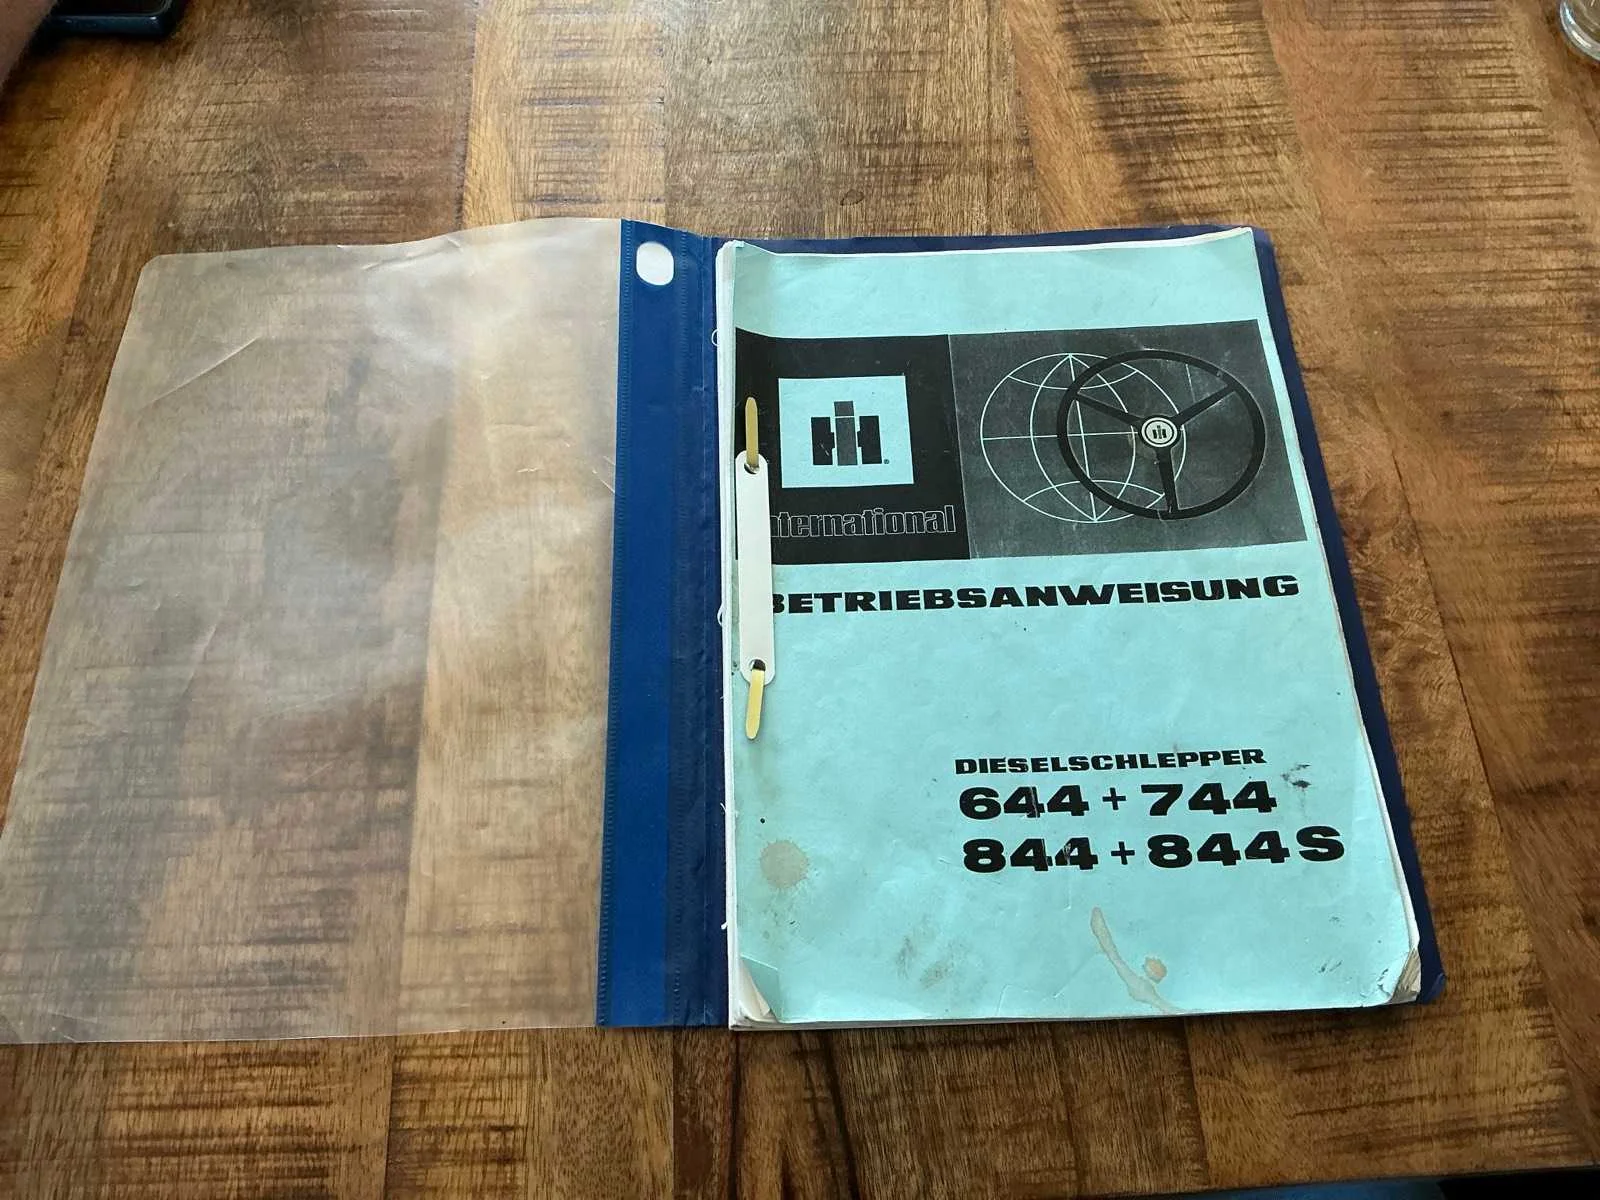 International
BETRIEBSANWEISUNG
DIESELSCHLEPPER
644 + 744
844 + 844 S